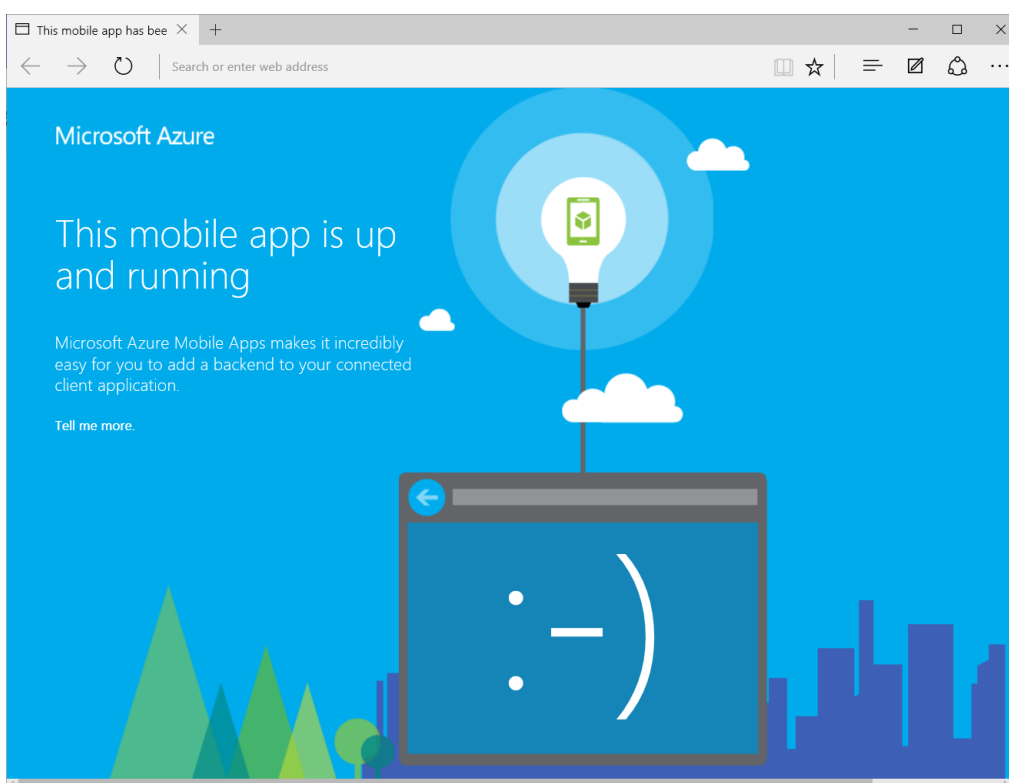 This mobile app has bee
Search or enter web address
Microsoft Azure
This mobile app is up
and running
Microsoft Azure Mobile Apps makes it incredibly
easy for you to add a backend to your connected
client application.
Tell me more.
:-)